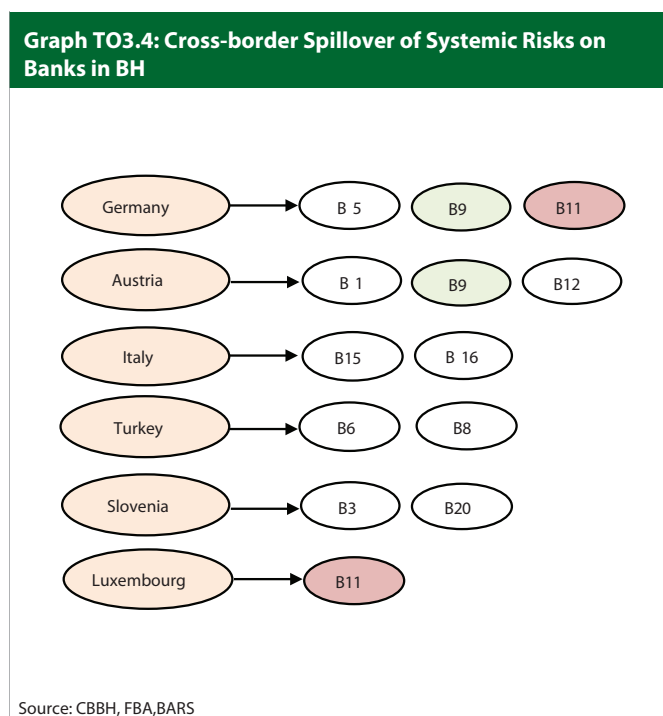 Graph TO3.4: Cross-border Spillover of Systemic Risks on
Banks in BH
Germany B 5 B9 B11
Austria B 1 B9 B12
Italy B15 B 16
Turkey B6 B8
Slovenia B3 B20
Luxembourg B11
Source: CBBH, FBA,BARS